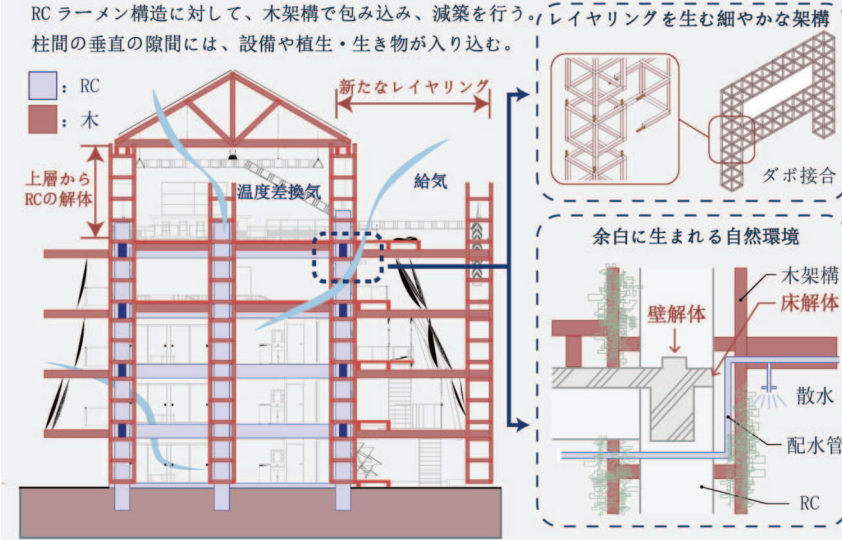 RC ラーメン構造に対して、木架構で包み込み、減築を行う。
柱間の垂直の隙間には、設備や植生・生き物が入り込む。
：RC
：木
新たなレイヤリング
上層から
RCの解体
温度差換気
給気
レイヤリングを生む細やかな架構
ダボ接合
余白に生まれる自然環境
木架構
床解体
壁解体
散水
配水管
RC